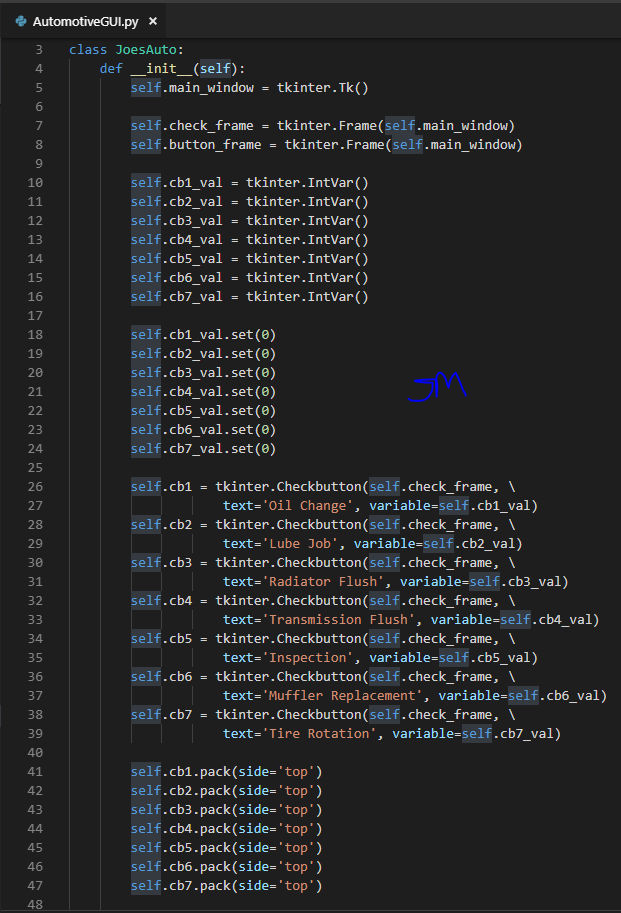 AutomotiveGUI.py ×
3 class JoesAuto:
4     def __init__(self):
5         self.main_window = tkinter.Tk()
6
7         self.check_frame = tkinter.Frame(self.main_window)
8         self.button_frame = tkinter.Frame(self.main_window)
9
10         self.cb1_val = tkinter.IntVar()
11         self.cb2_val = tkinter.IntVar()
12         self.cb3_val = tkinter.IntVar()
13         self.cb4_val = tkinter.IntVar()
14         self.cb5_val = tkinter.IntVar()
15         self.cb6_val = tkinter.IntVar()
16         self.cb7_val = tkinter.IntVar()
17
18         self.cb1_val.set(0)
19         self.cb2_val.set(0)
20         self.cb3_val.set(0)
21         self.cb4_val.set(0)
22         self.cb5_val.set(0)
23         self.cb6_val.set(0)
24         self.cb7_val.set(0)
JM
25
26         self.cb1 = tkinter.Checkbutton(self.check_frame, \
27                     text='Oil Change', variable=self.cb1_val)
28         self.cb2 = tkinter.Checkbutton(self.check_frame, \
29                     text='Lube Job', variable=self.cb2_val)
30         self.cb3 = tkinter.Checkbutton(self.check_frame, \
31                     text='Radiator Flush', variable=self.cb3_val)
32         self.cb4 = tkinter.Checkbutton(self.check_frame, \
33                     text='Transmission Flush', variable=self.cb4_val)
34         self.cb5 = tkinter.Checkbutton(self.check_frame, \
35                     text='Inspection', variable=self.cb5_val)
36         self.cb6 = tkinter.Checkbutton(self.check_frame, \
37                     text='Muffler Replacement', variable=self.cb6_val)
38         self.cb7 = tkinter.Checkbutton(self.check_frame, \
39                     text='Tire Rotation', variable=self.cb7_val)
40
41         self.cb1.pack(side='top')
42         self.cb2.pack(side='top')
43         self.cb3.pack(side='top')
44         self.cb4.pack(side='top')
45         self.cb5.pack(side='top')
46         self.cb6.pack(side='top')
47         self.cb7.pack(side='top')
48